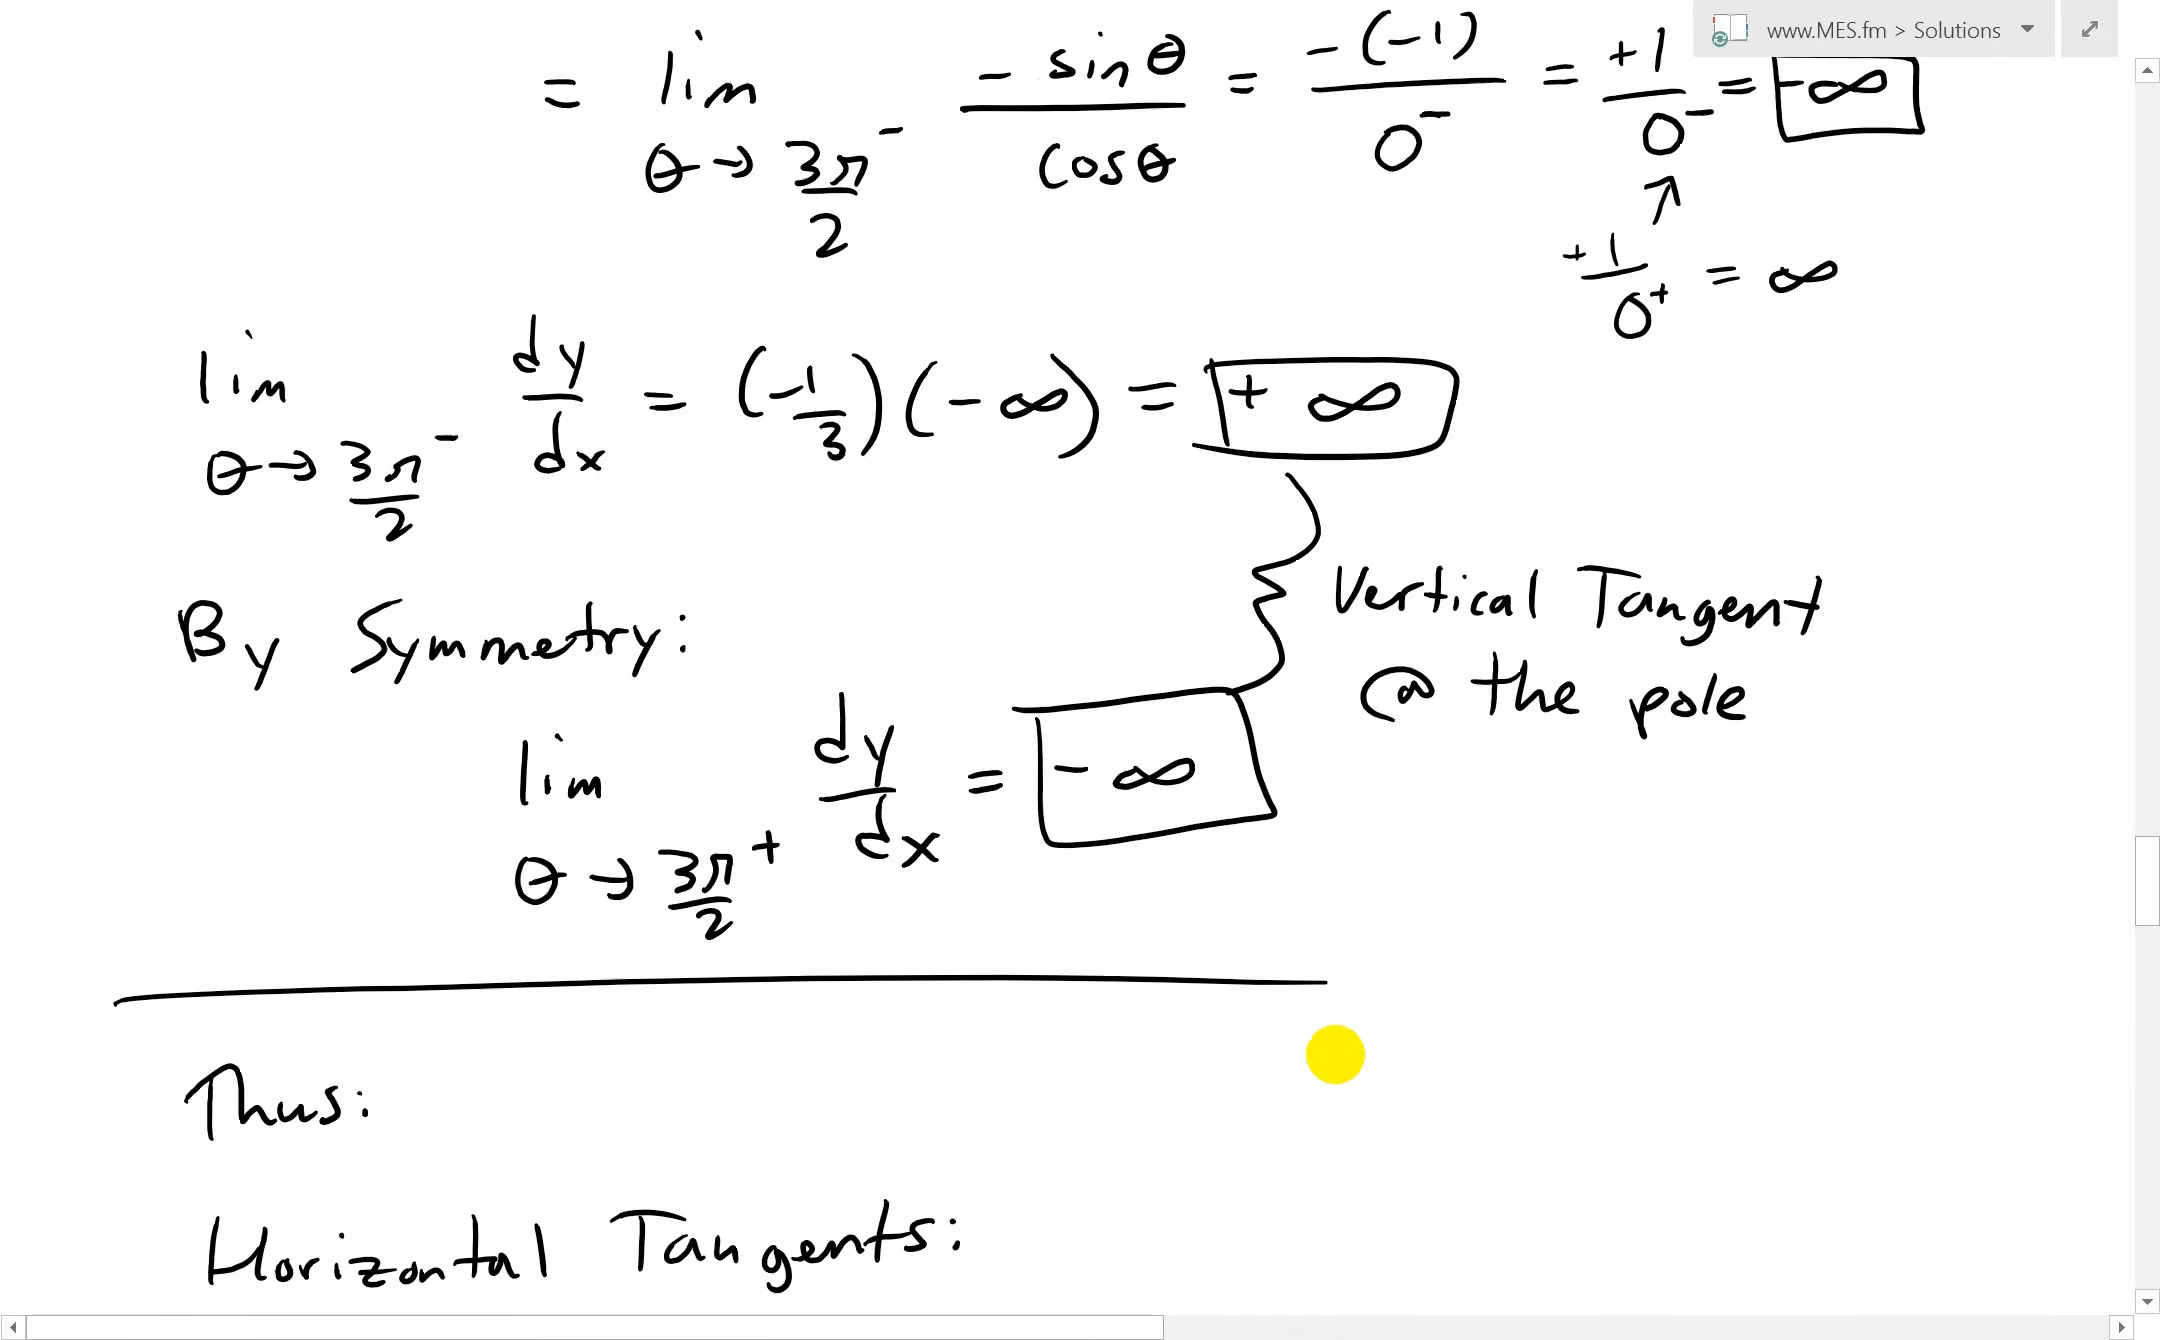 www.MES.fm > Solutions
= lim θ→3π/2⁻ -sinθ/cosθ = -(-1)/0⁻ = +1/0⁻ = -∞
↑
+1/0⁺ = ∞
lim θ→3π/2⁻ dy/dx = (-1/3)(-∞) = +∞
By Symmetry:
Vertical Tangent
@ the pole
lim θ→3π/2⁺ dy/dx = -∞
Thus:
Horizontal Tangents: